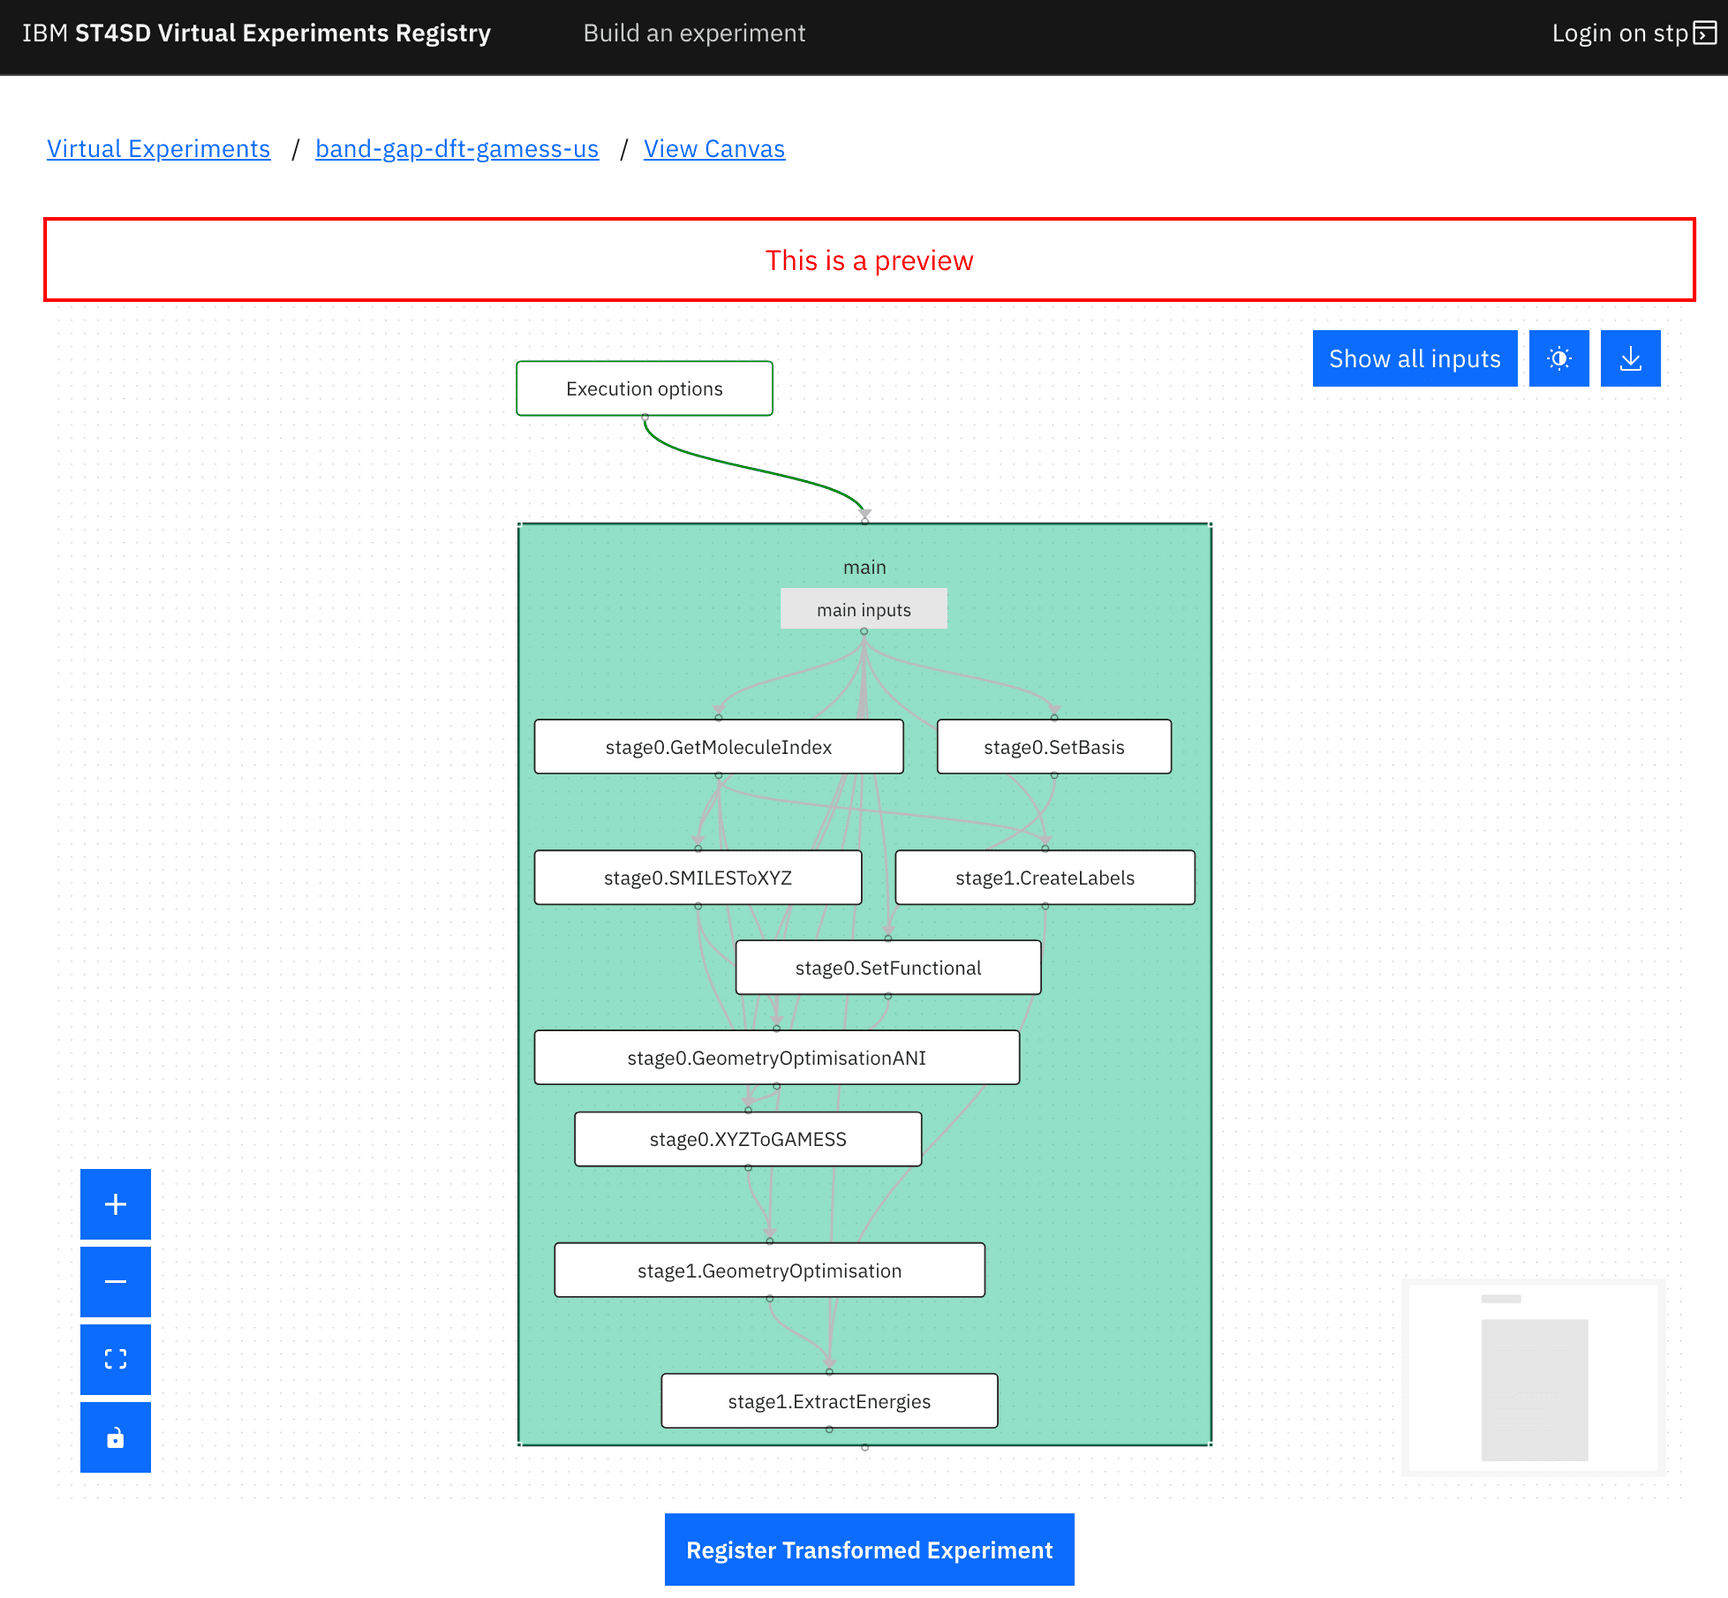 IBM ST4SD Virtual Experiments Registry
Build an experiment
Login on stp
Virtual Experiments / band-gap-dft-gamess-us / View Canvas
This is a preview
Show all inputs
Execution options
main
main inputs
stage0.GetMoleculeIndex
stage0.SetBasis
stage0.SMILESToXYZ
stage1.CreateLabels
stage0.SetFunctional
stage0.GeometryOptimisationANI
stage0.XYZToGAMESS
stage1.GeometryOptimisation
stage1.ExtractEnergies
Register Transformed Experiment